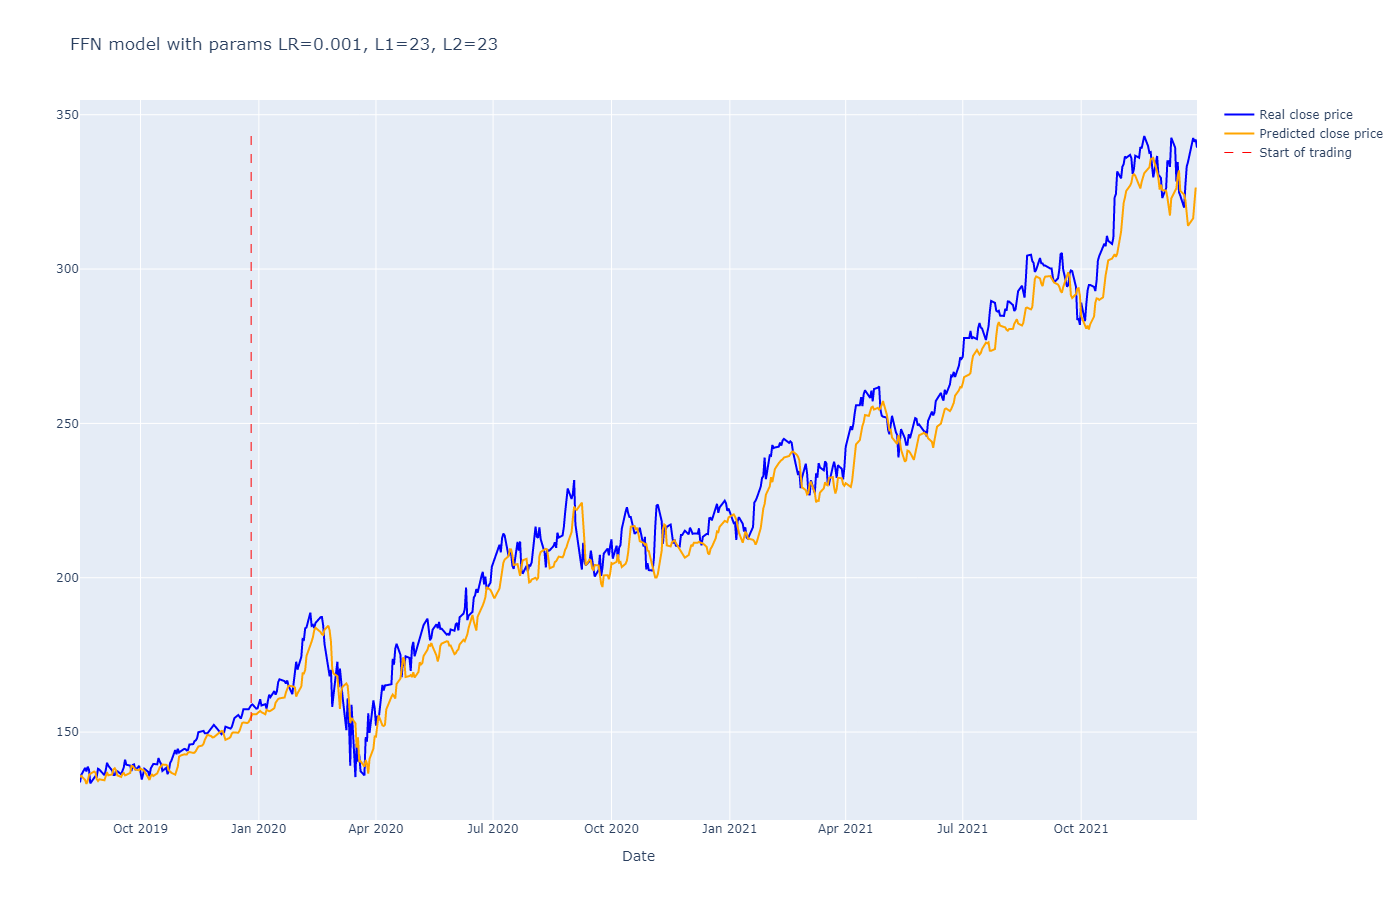 FFN model with params LR=0.001, L1=23, L2=23
350
300
250
200
150
Oct 2019
Jan 2020
Apr 2020
Jul 2020
Oct 2020
Jan 2021
Apr 2021
Jul 2021
Oct 2021
Date
Real close price
Predicted close price
Start of trading